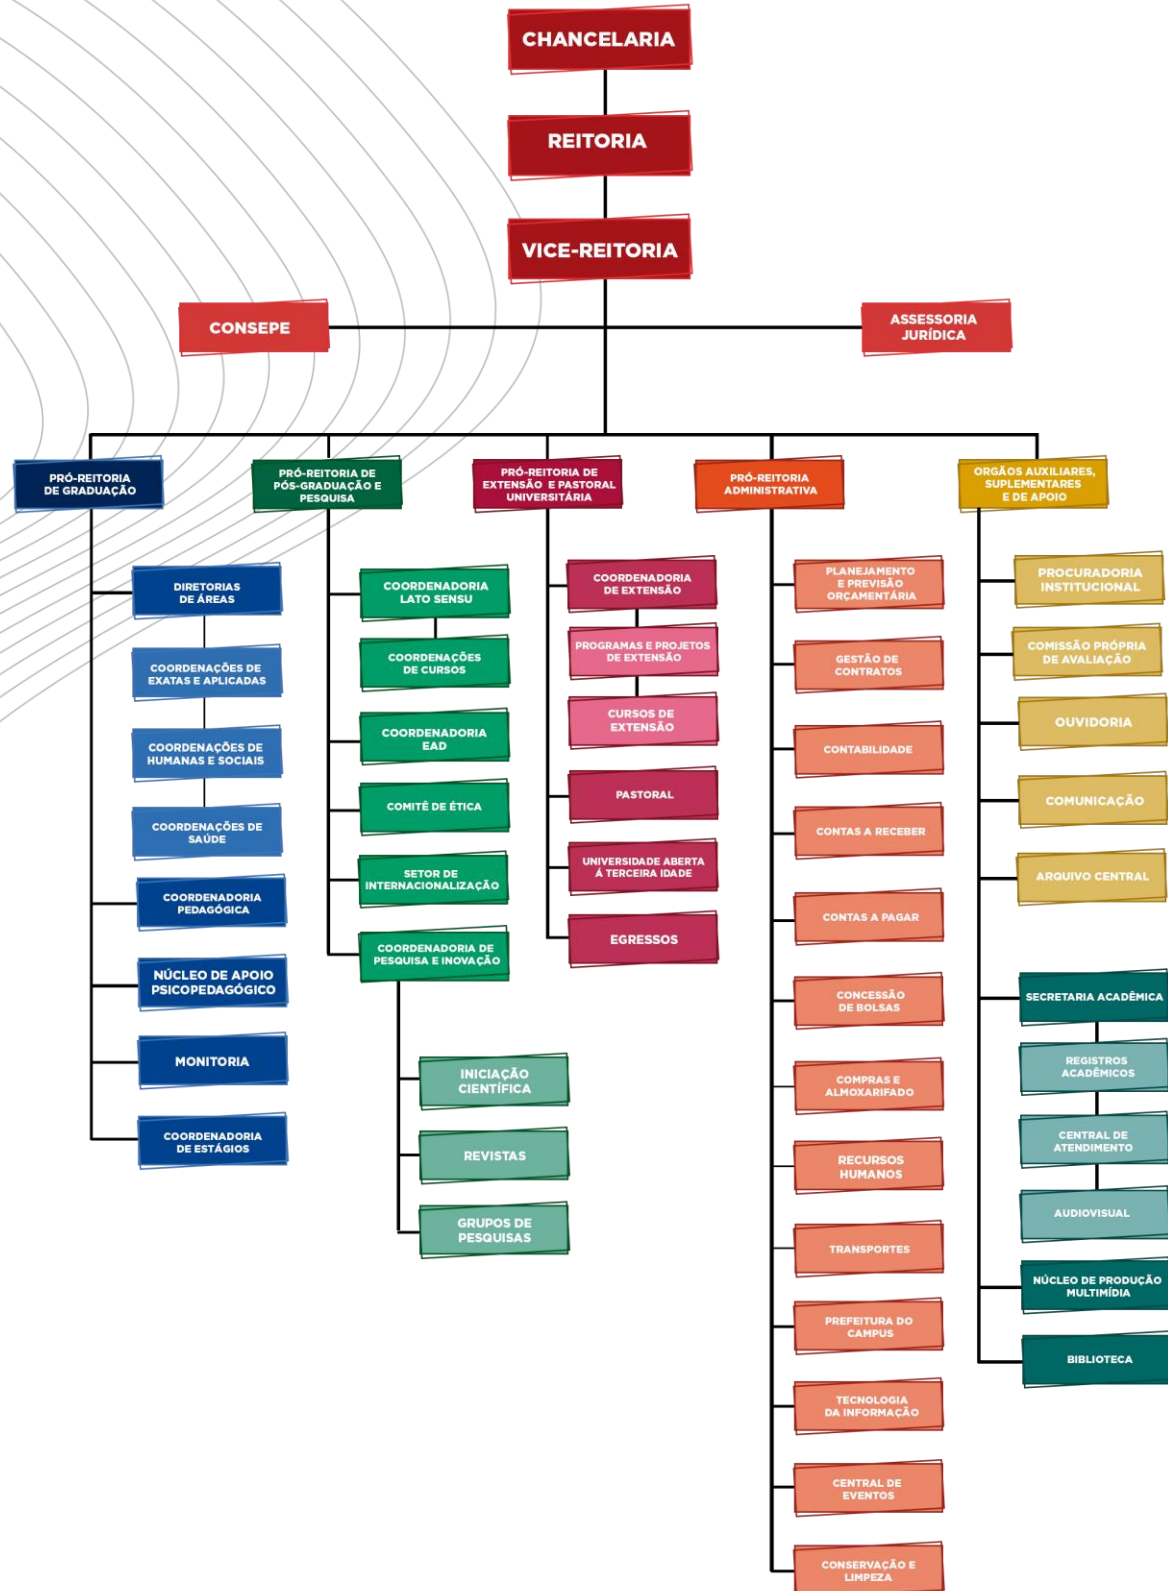 CHANCELARIA
REITORIA
VICE-REITORIA
CONSEPE
ASSESSORIA
JURÍDICA
PRÓ-REITORIA
DE GRADUAÇÃO
PRÓ-REITORIA DE
PÓS-GRADUAÇÃO E
PESQUISA
PRÓ-REITORIA DE
EXTENSÃO E PASTORAL
UNIVERSITÁRIA
PRÓ-REITORIA
ADMINISTRATIVA
ORGÃOS AUXILIARES,
SUPLEMENTARES
E DE APOIO
DIRETORIAS
DE ÁREAS
COORDENAÇÕES DE
EXATAS E APLICADAS
COORDENAÇÕES DE
HUMANAS E SOCIAIS
COORDENAÇÕES DE
SAÚDE
COORDENADORIA
PEDAGÓGICA
NÚCLEO DE APOIO
PSICOPEDAGÓGICO
MONITORIA
COORDENADORIA
DE ESTÁGIOS
COORDENADORIA
LATO SENSU
COORDENAÇÕES
DE CURSOS
COORDENADORIA
EAD
COMITÊ DE ÉTICA
SETOR DE
INTERNACIONALIZAÇÃO
COORDENADORIA DE
PESQUISA E INOVAÇÃO
INICIAÇÃO
CIENTÍFICA
REVISTAS
GRUPOS DE
PESQUISAS
COORDENADORIA
DE EXTENSÃO
PROGRAMAS E PROJETOS
DE EXTENSÃO
CURSOS DE
EXTENSÃO
PASTORAL
UNIVERSIDADE ABERTA
Á TERCEIRA IDADE
EGRESSOS
PLANEJAMENTO
E PREVISÃO
ORÇAMENTÁRIA
GESTÃO DE
CONTRATOS
CONTABILIDADE
CONTAS A RECEBER
CONTAS A PAGAR
CONCESSÃO
DE BOLSAS
COMPRAS E
ALMOXARIFADO
RECURSOS
HUMANOS
TRANSPORTES
PREFEITURA DO
CAMPUS
TECNOLOGIA
DA INFORMAÇÃO
CENTRAL DE
EVENTOS
CONSERVAÇÃO E
LIMPEZA
PROCURADORIA
INSTITUCIONAL
COMISSÃO PRÓPRIA
DE AVALIAÇÃO
OUVIDORIA
COMUNICAÇÃO
ARQUIVO CENTRAL
SECRETARIA ACADÊMICA
REGISTROS
ACADÊMICOS
CENTRAL DE
ATENDIMENTO
AUDIOVISUAL
NÚCLEO DE PRODUÇÃO
MULTIMÍDIA
BIBLIOTECA